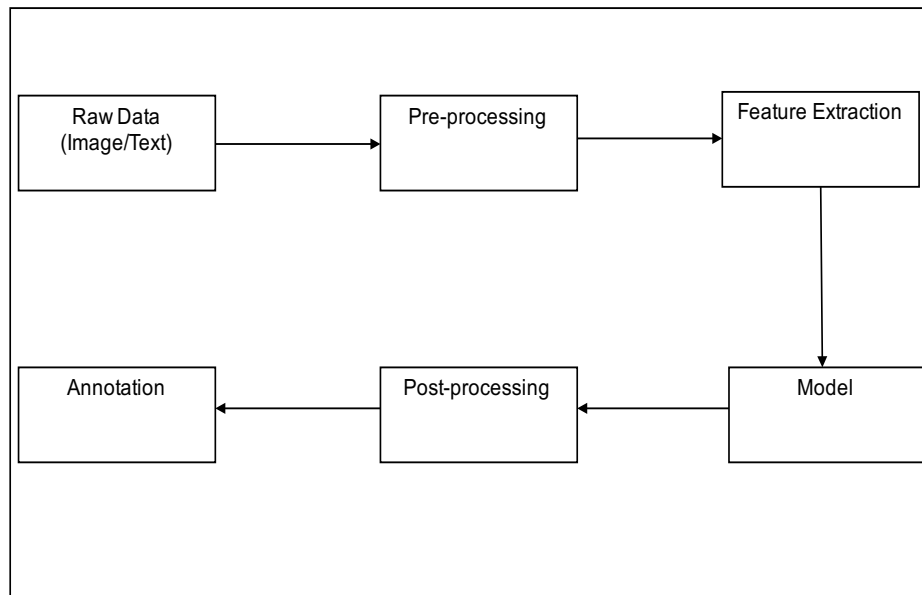 Raw Data
(Image/Text)
Pre-processing
Feature Extraction
Model
Post-processing
Annotation